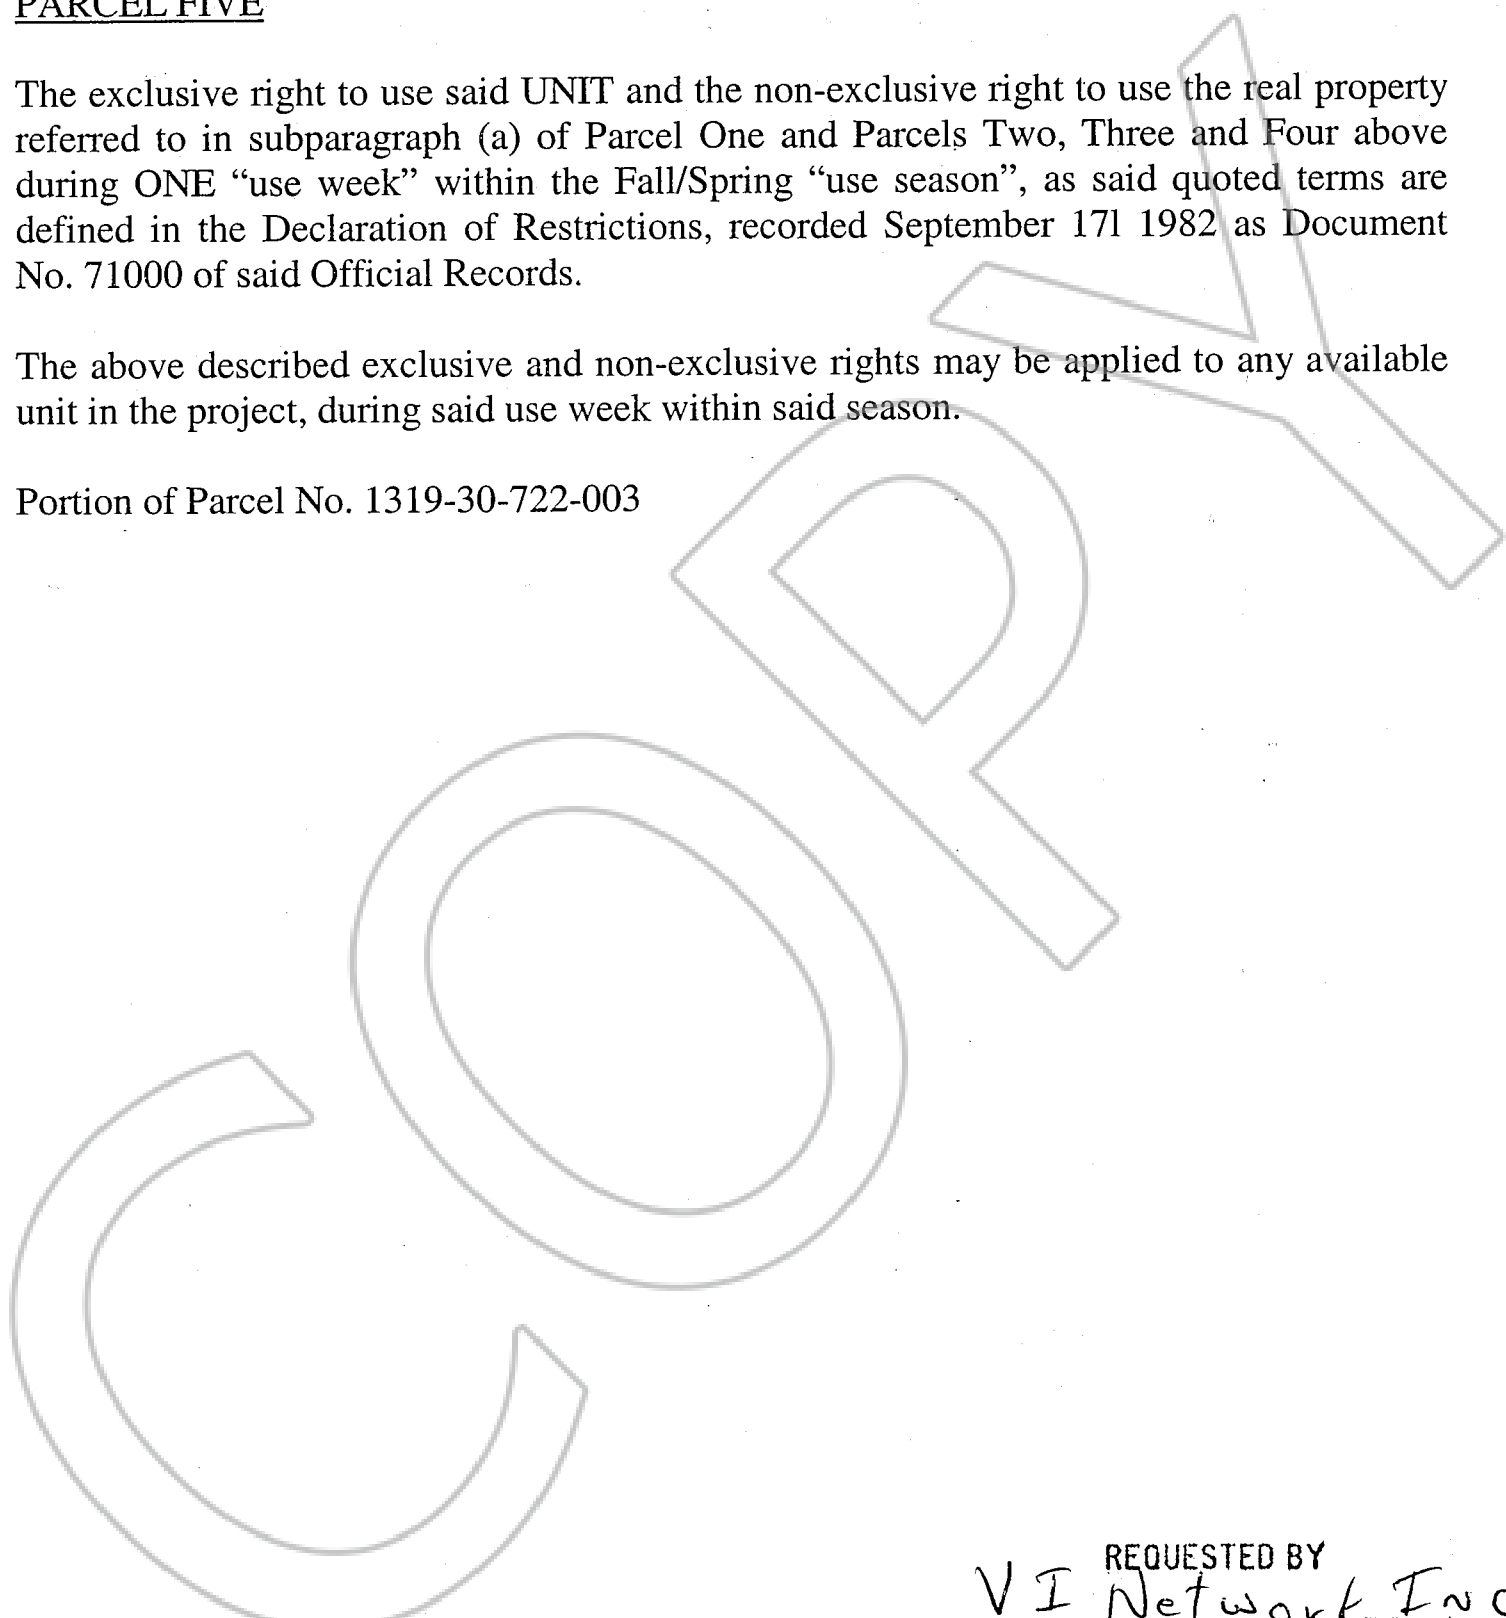 PARCEL FIVE
The exclusive right to use said UNIT and the non-exclusive right to use the real property
referred to in subparagraph (a) of Parcel One and Parcels Two, Three and Four above
during ONE “use week” within the Fall/Spring “use season”, as said quoted terms are
defined in the Declaration of Restrictions, recorded September 17l 1982 as Document
No. 71000 of said Official Records.
The above described exclusive and non-exclusive rights may be applied to any available
unit in the project, during said use week within said season.
Portion of Parcel No. 1319-30-722-003
COPY
REQUESTED BY
VI Network Inc